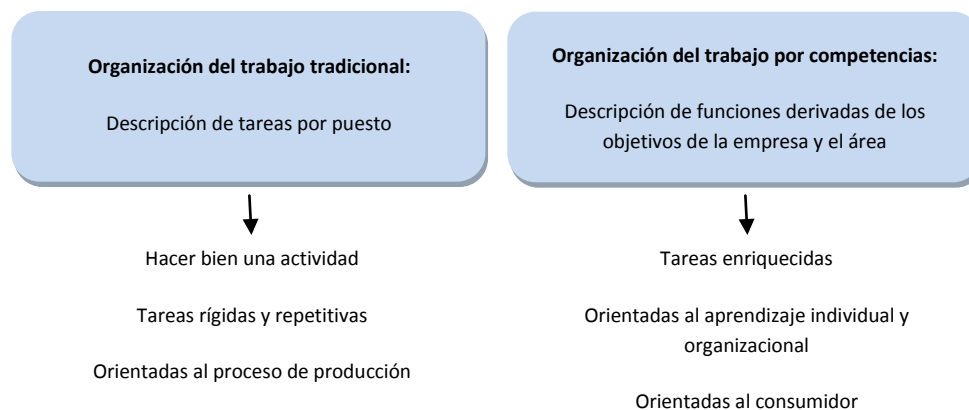 Organización del trabajo tradicional:
Descripción de tareas por puesto
Hacer bien una actividad
Tareas rígidas y repetitivas
Orientadas al proceso de producción
Organización del trabajo por competencias:
Descripción de funciones derivadas de los
objetivos de la empresa y el área
Tareas enriquecidas
Orientadas al aprendizaje individual y
organizacional
Orientadas al consumidor